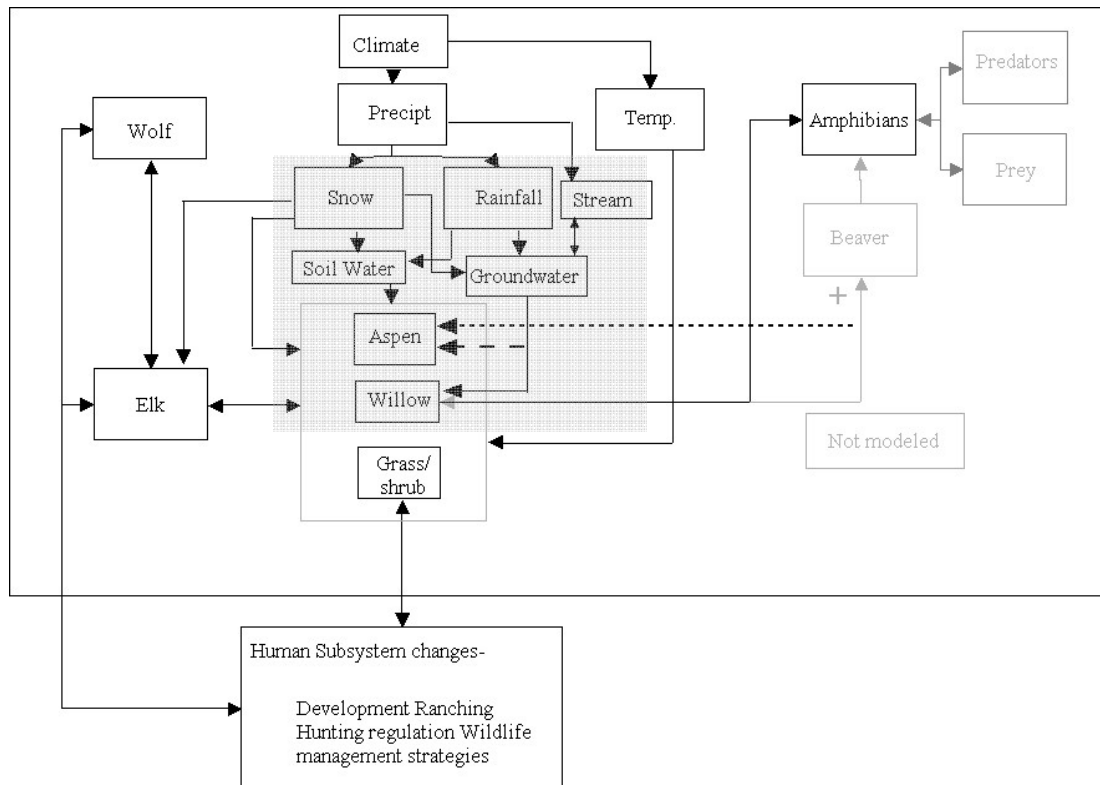 Climate
Predators
Precipt
Temp.
Amphibians
Wolf
Prey
Snow
Rainfall
Stream
Beaver
Soil Water
Groundwater
+
Aspen
Willow
Elk
Not modeled
Grass/
shrub
Human Subsystem changes-
Development Ranching
Hunting regulation Wildlife
management strategies